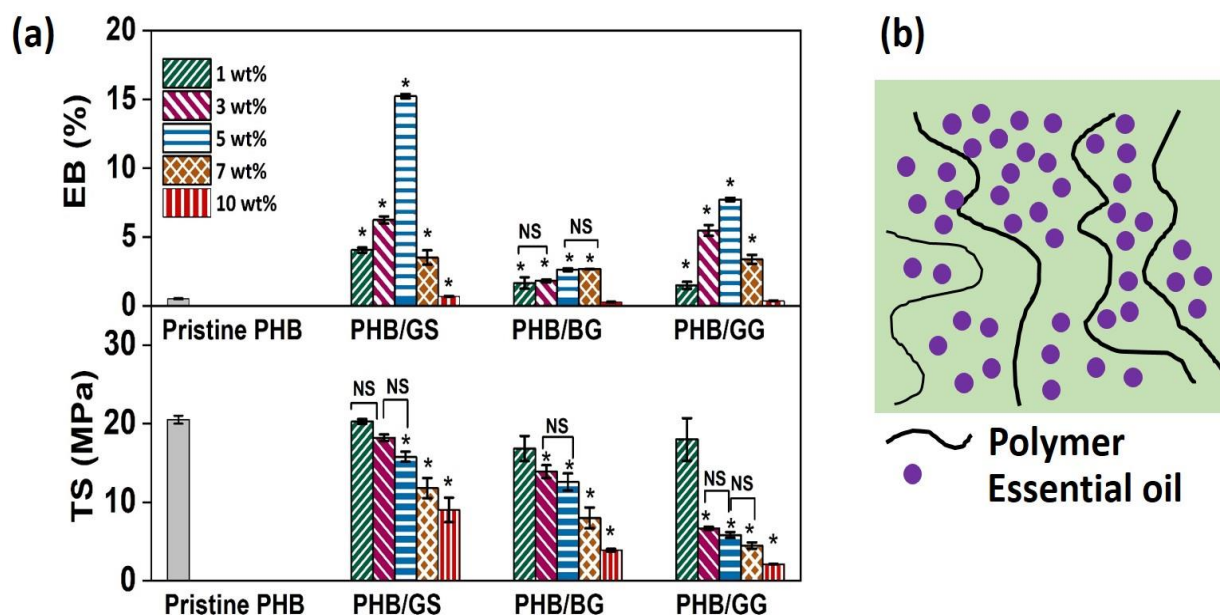 (a)
(b)
20
15
10
5
0
EB (%)
1 wt%
3 wt%
5 wt%
7 wt%
10 wt%
* * * * *
* NS * * NS *
* * * *
Pristine PHB PHB/GS PHB/BG PHB/GG
30
20
10
0
TS (MPa)
NS NS * * *
NS * * * *
NS NS * * * *
Pristine PHB PHB/GS PHB/BG PHB/GG
Polymer
Essential oil